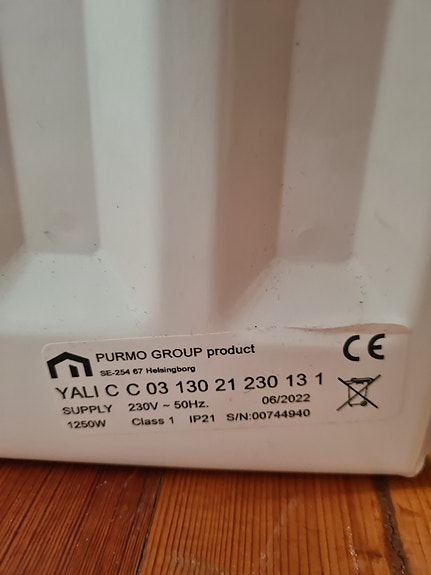 PURMO GROUP product
SE-254 67 Helsingborg
CE
YALI C C 03 130 21 230 13 1
SUPPLY 230V ~ 50Hz. 06/2022
1250W Class 1 IP21 S/N:00744940